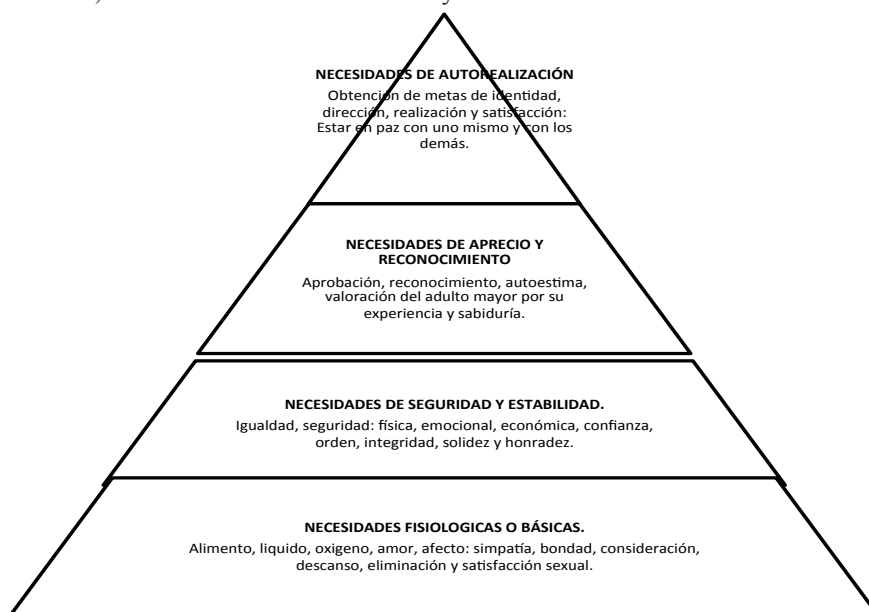 NECESIDADES DE AUTOREALIZACIÓN
Obtención de metas de identidad,
dirección, realización y satisfacción:
Estar en paz con uno mismo y con los
demás.
NECESIDADES DE APRECIO Y
RECONOCIMIENTO
Aprobación, reconocimiento, autoestima,
valoración del adulto mayor por su
experiencia y sabiduría.
NECESIDADES DE SEGURIDAD Y ESTABILIDAD.
Igualdad, seguridad: física, emocional, económica, confianza,
orden, integridad, solidez y honradez.
NECESIDADES FISIOLOGICAS O BÁSICAS.
Alimento, liquido, oxigeno, amor, afecto: simpatía, bondad, consideración,
descanso, eliminación y satisfacción sexual.